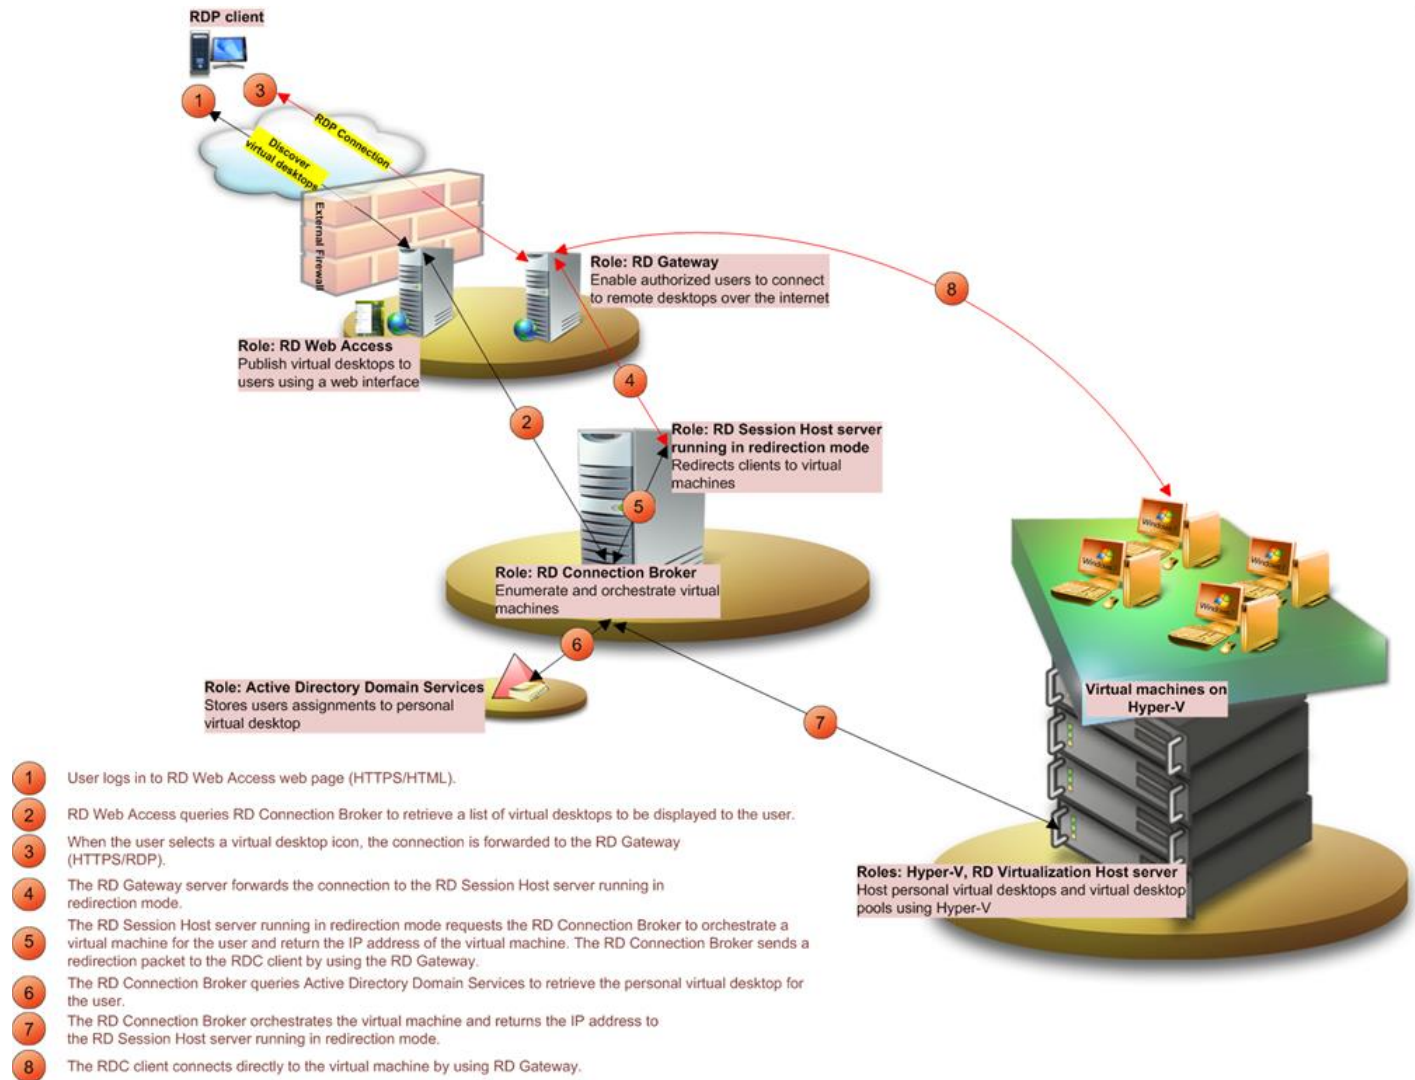 RDP client
1
3
RDP Connection
Discover
virtual desktops
External Firewall
Role: RD Gateway
Enable authorized users to connect
to remote desktops over the internet
8
Role: RD Web Access
Publish virtual desktops to
users using a web interface
4
2
Role: RD Session Host server
running in redirection mode
Redirects clients to virtual
machines
5
Role: RD Connection Broker
Enumerate and orchestrate virtual
machines
6
Role: Active Directory Domain Services
Stores users assignments to personal
virtual desktop
7
Virtual machines on
Hyper-V
Roles: Hyper-V, RD Virtualization Host server
Host personal virtual desktops and virtual desktop
pools using Hyper-V
1 User logs in to RD Web Access web page (HTTPS/HTML).
2 RD Web Access queries RD Connection Broker to retrieve a list of virtual desktops to be displayed to the user.
3 When the user selects a virtual desktop icon, the connection is forwarded to the RD Gateway
(HTTPS/RDP).
4 The RD Gateway server forwards the connection to the RD Session Host server running in
redirection mode.
5 The RD Session Host server running in redirection mode requests the RD Connection Broker to orchestrate a
virtual machine for the user and return the IP address of the virtual machine. The RD Connection Broker sends a
redirection packet to the RDC client by using the RD Gateway.
6 The RD Connection Broker queries Active Directory Domain Services to retrieve the personal virtual desktop for
the user.
7 The RD Connection Broker orchestrates the virtual machine and returns the IP address to
the RD Session Host server running in redirection mode.
8 The RDC client connects directly to the virtual machine by using RD Gateway.